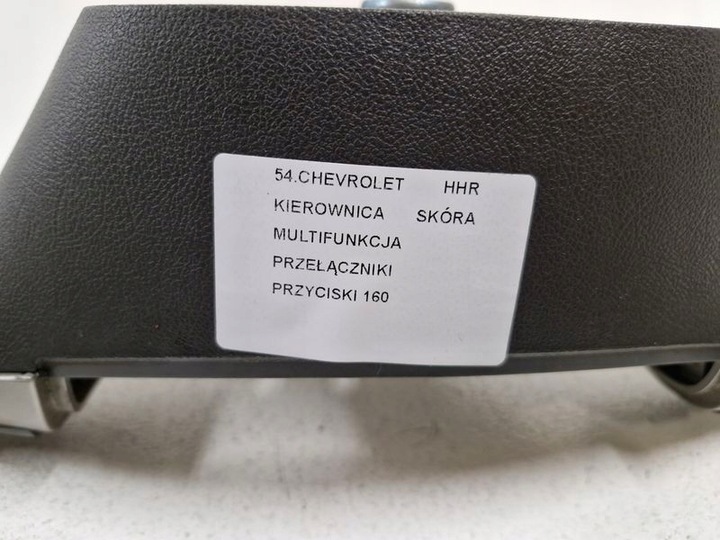 54.CHEVROLET HHR
KIEROWNICA SKÓRA
MULTIFUNKCJA
PRZEŁĄCZNIKI
PRZYCISKI 160